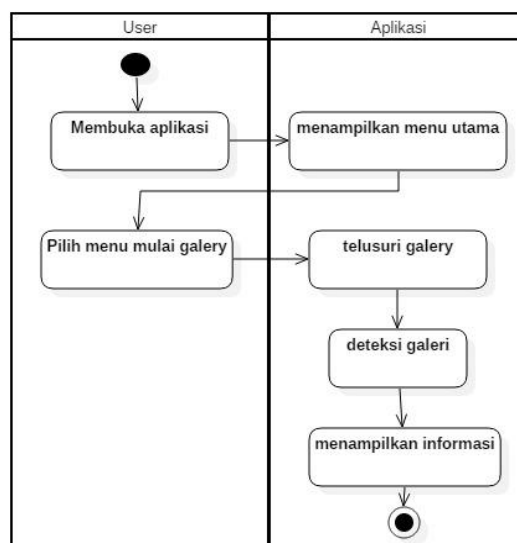 User
Aplikasi
Membuka aplikasi
menampilkan menu utama
Pilih menu mulai galery
telusuri galery
deteksi galeri
menampilkan informasi